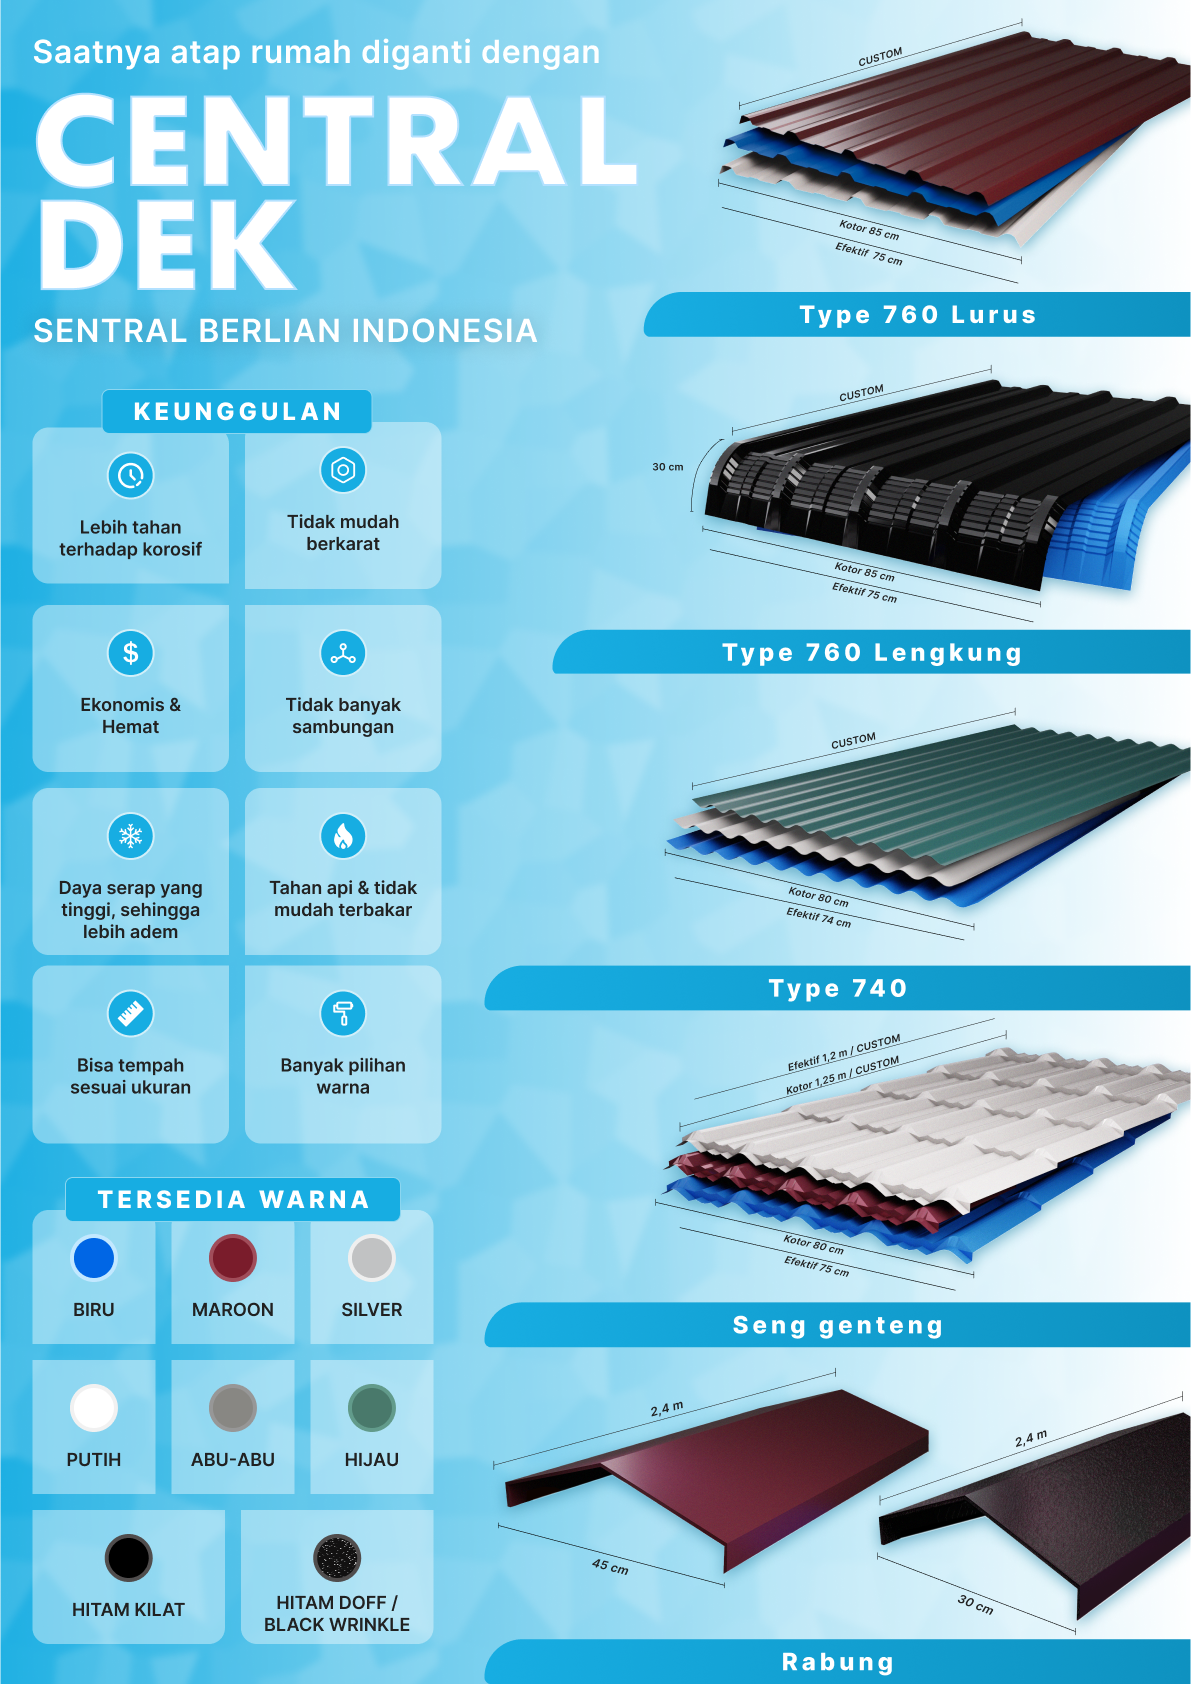 Saatnya atap rumah diganti dengan
CENTRAL
DEK
SENTRAL BERLIAN INDONESIA
KEUNGGULAN
Lebih tahan
terhadap korosif
Tidak mudah
berkarat
$
Ekonomis &
Hemat
Tidak banyak
sambungan
Daya serap yang
tinggi, sehingga
lebih adem
Tahan api & tidak
mudah terbakar
Bisa tempah
sesuai ukuran
Banyak pilihan
warna
TERSEDIA WARNA
BIRU
MAROON
SILVER
PUTIH
ABU-ABU
HIJAU
HITAM KILAT
HITAM DOFF /
BLACK WRINKLE
CUSTOM
Kotor 85 cm
Efektif 75 cm
Type 760 Lurus
CUSTOM
30 cm
Kotor 85 cm
Efektif 75 cm
Type 760 Lengkung
CUSTOM
Kotor 80 cm
Efektif 74 cm
Type 740
Efektif 1,2 m / CUSTOM
Kotor 1,25 m / CUSTOM
Kotor 80 cm
Efektif 75 cm
Seng genteng
2,4 m
45 cm
2,4 m
30 cm
Rabung